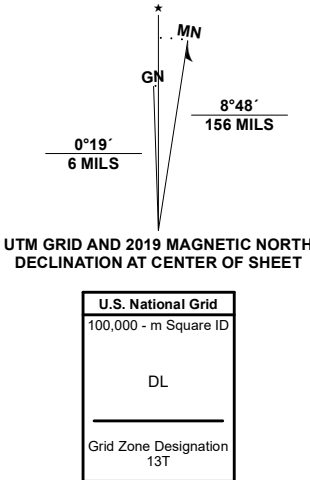 MN
GN
8°48´
156 MILS
0°19´
6 MILS
UTM GRID AND 2019 MAGNETIC NORTH
DECLINATION AT CENTER OF SHEET
U.S. National Grid
100,000 - m Square ID
DL
Grid Zone Designation
13T